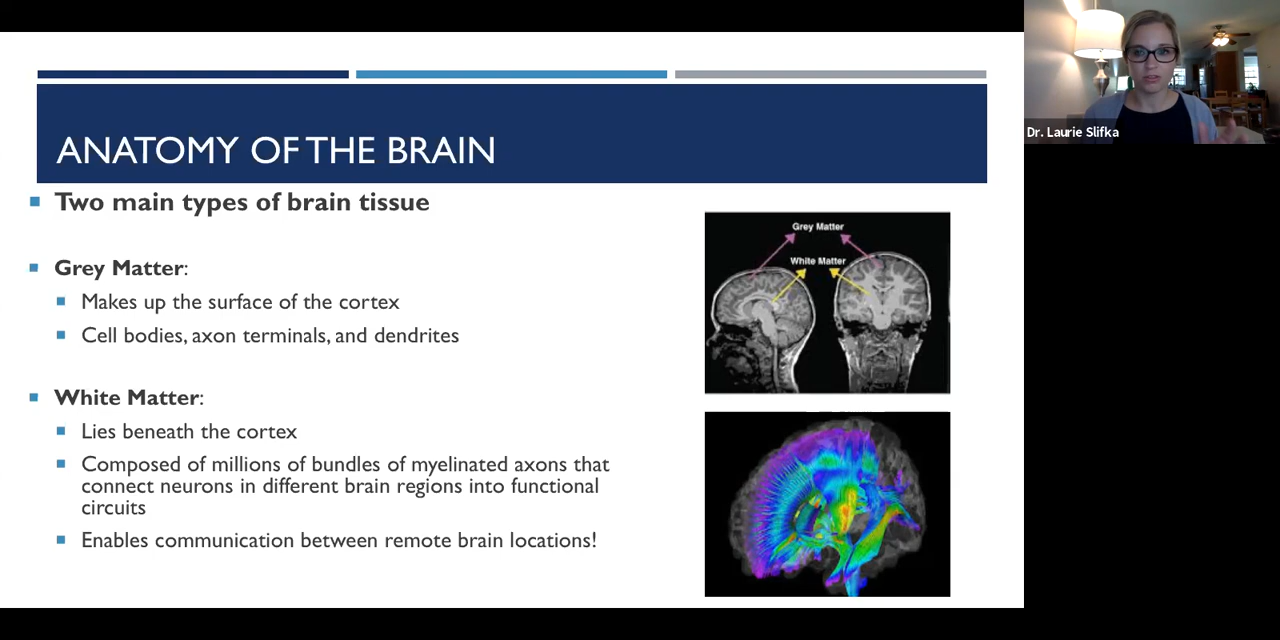 ANATOMY OF THE BRAIN
Two main types of brain tissue
Grey Matter:
Makes up the surface of the cortex
Cell bodies, axon terminals, and dendrites
White Matter:
Lies beneath the cortex
Composed of millions of bundles of myelinated axons that
connect neurons in different brain regions into functional
circuits
Enables communication between remote brain locations!
Grey Matter
White Matter
Dr. Laurie Slifka